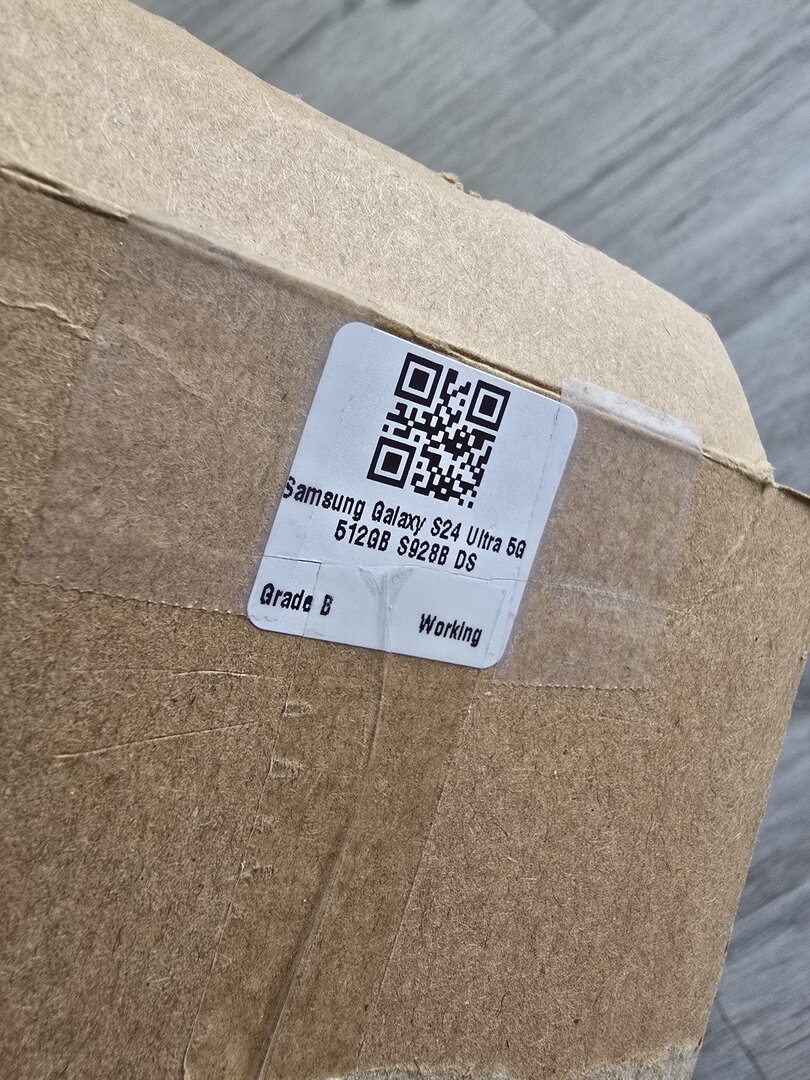 Samsung Galaxy S24 Ultra 5G
512GB S928B DS
Grade B
Working